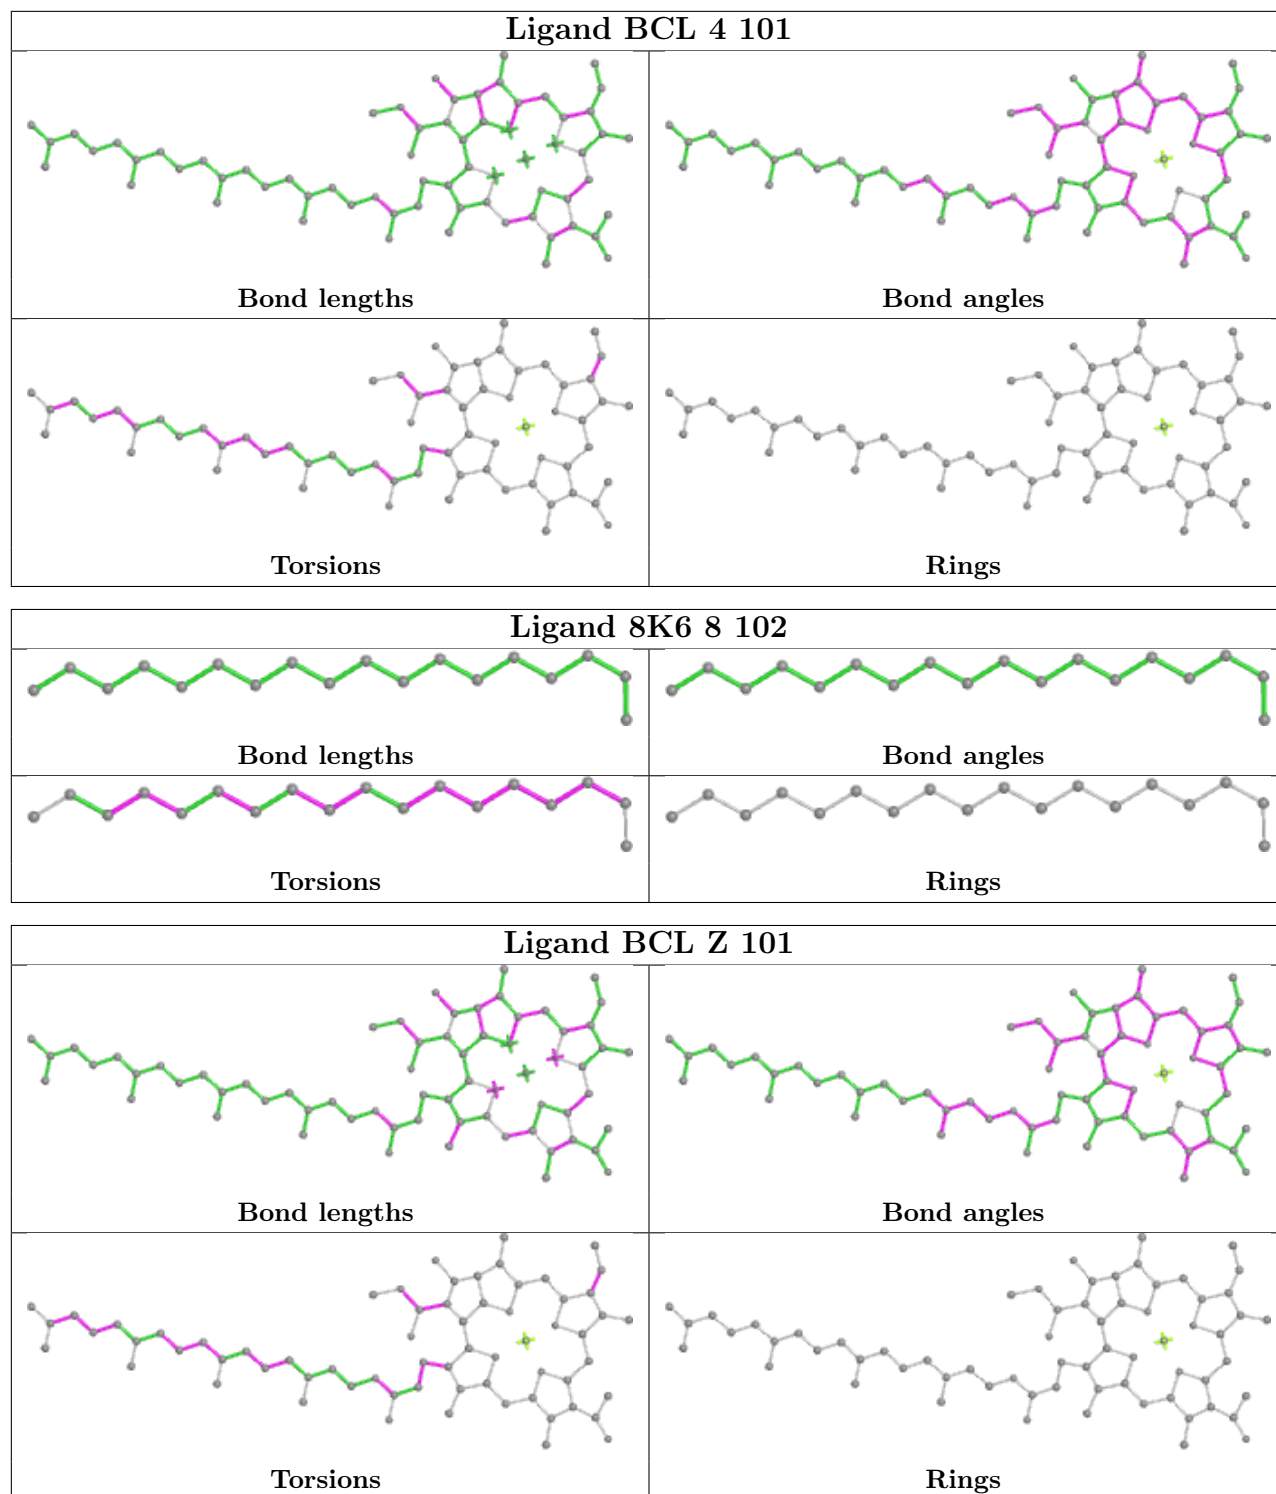 Ligand BCL 4 101
Bond lengths
Bond angles
Torsions
Rings
Ligand 8K6 8 102
Bond lengths
Bond angles
Torsions
Rings
Ligand BCL Z 101
Bond lengths
Bond angles
Torsions
Rings